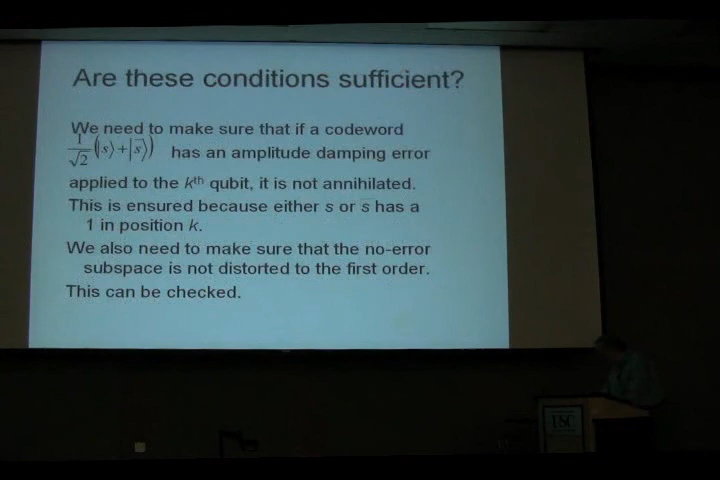 Are these conditions sufficient?
We need to make sure that if a codeword
1/√2 (|s⟩+|s̄⟩) has an amplitude damping error
applied to the kth qubit, it is not annihilated.
This is ensured because either s or s̄ has a
1 in position k.
We also need to make sure that the no-error
subspace is not distorted to the first order.
This can be checked.
USC